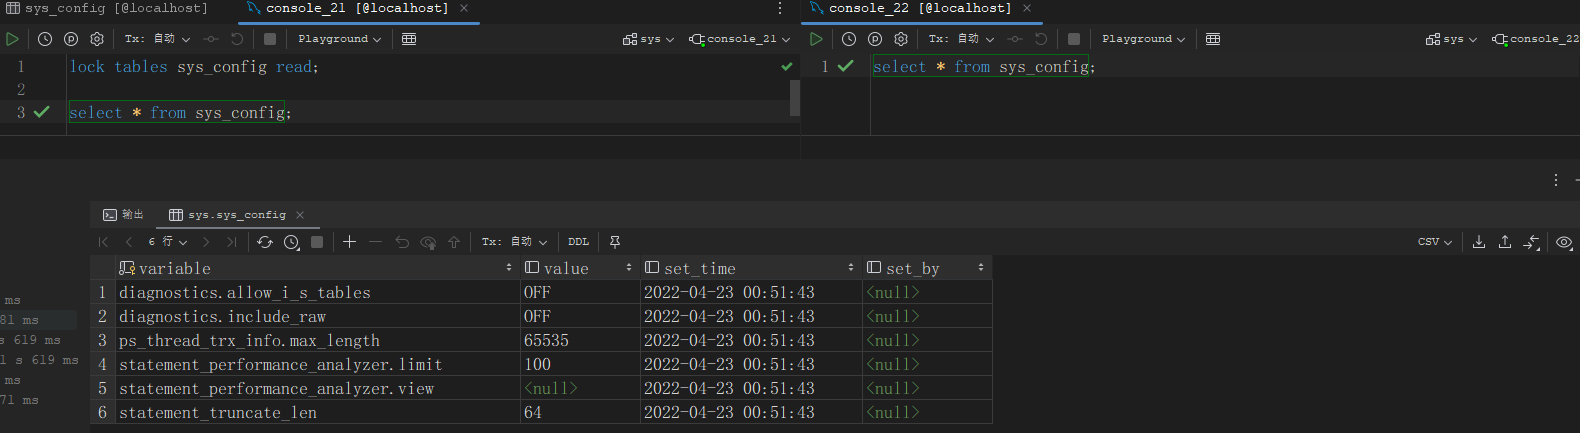 sys_config [@localhost]
console_21 [@localhost]
console_22 [@localhost]
Tx: 自动
Playground
sys
console_21
Tx: 自动
Playground
sys
console_22
1 lock tables sys_config read;
2
3 select * from sys_config;
1 select * from sys_config;
输出
sys.sys_config
6 行
Tx: 自动
DDL
CSV
variable value set_time set_by
1 diagnostics.allow_i_s_tables OFF 2022-04-23 00:51:43 <null>
2 diagnostics.include_raw OFF 2022-04-23 00:51:43 <null>
3 ps_thread_trx_info.max_length 65535 2022-04-23 00:51:43 <null>
4 statement_performance_analyzer.limit 100 2022-04-23 00:51:43 <null>
5 statement_performance_analyzer.view <null> 2022-04-23 00:51:43 <null>
6 statement_truncate_len 64 2022-04-23 00:51:43 <null>
ms
81 ms
s 619 ms
1 s 619 ms
ms
71 ms